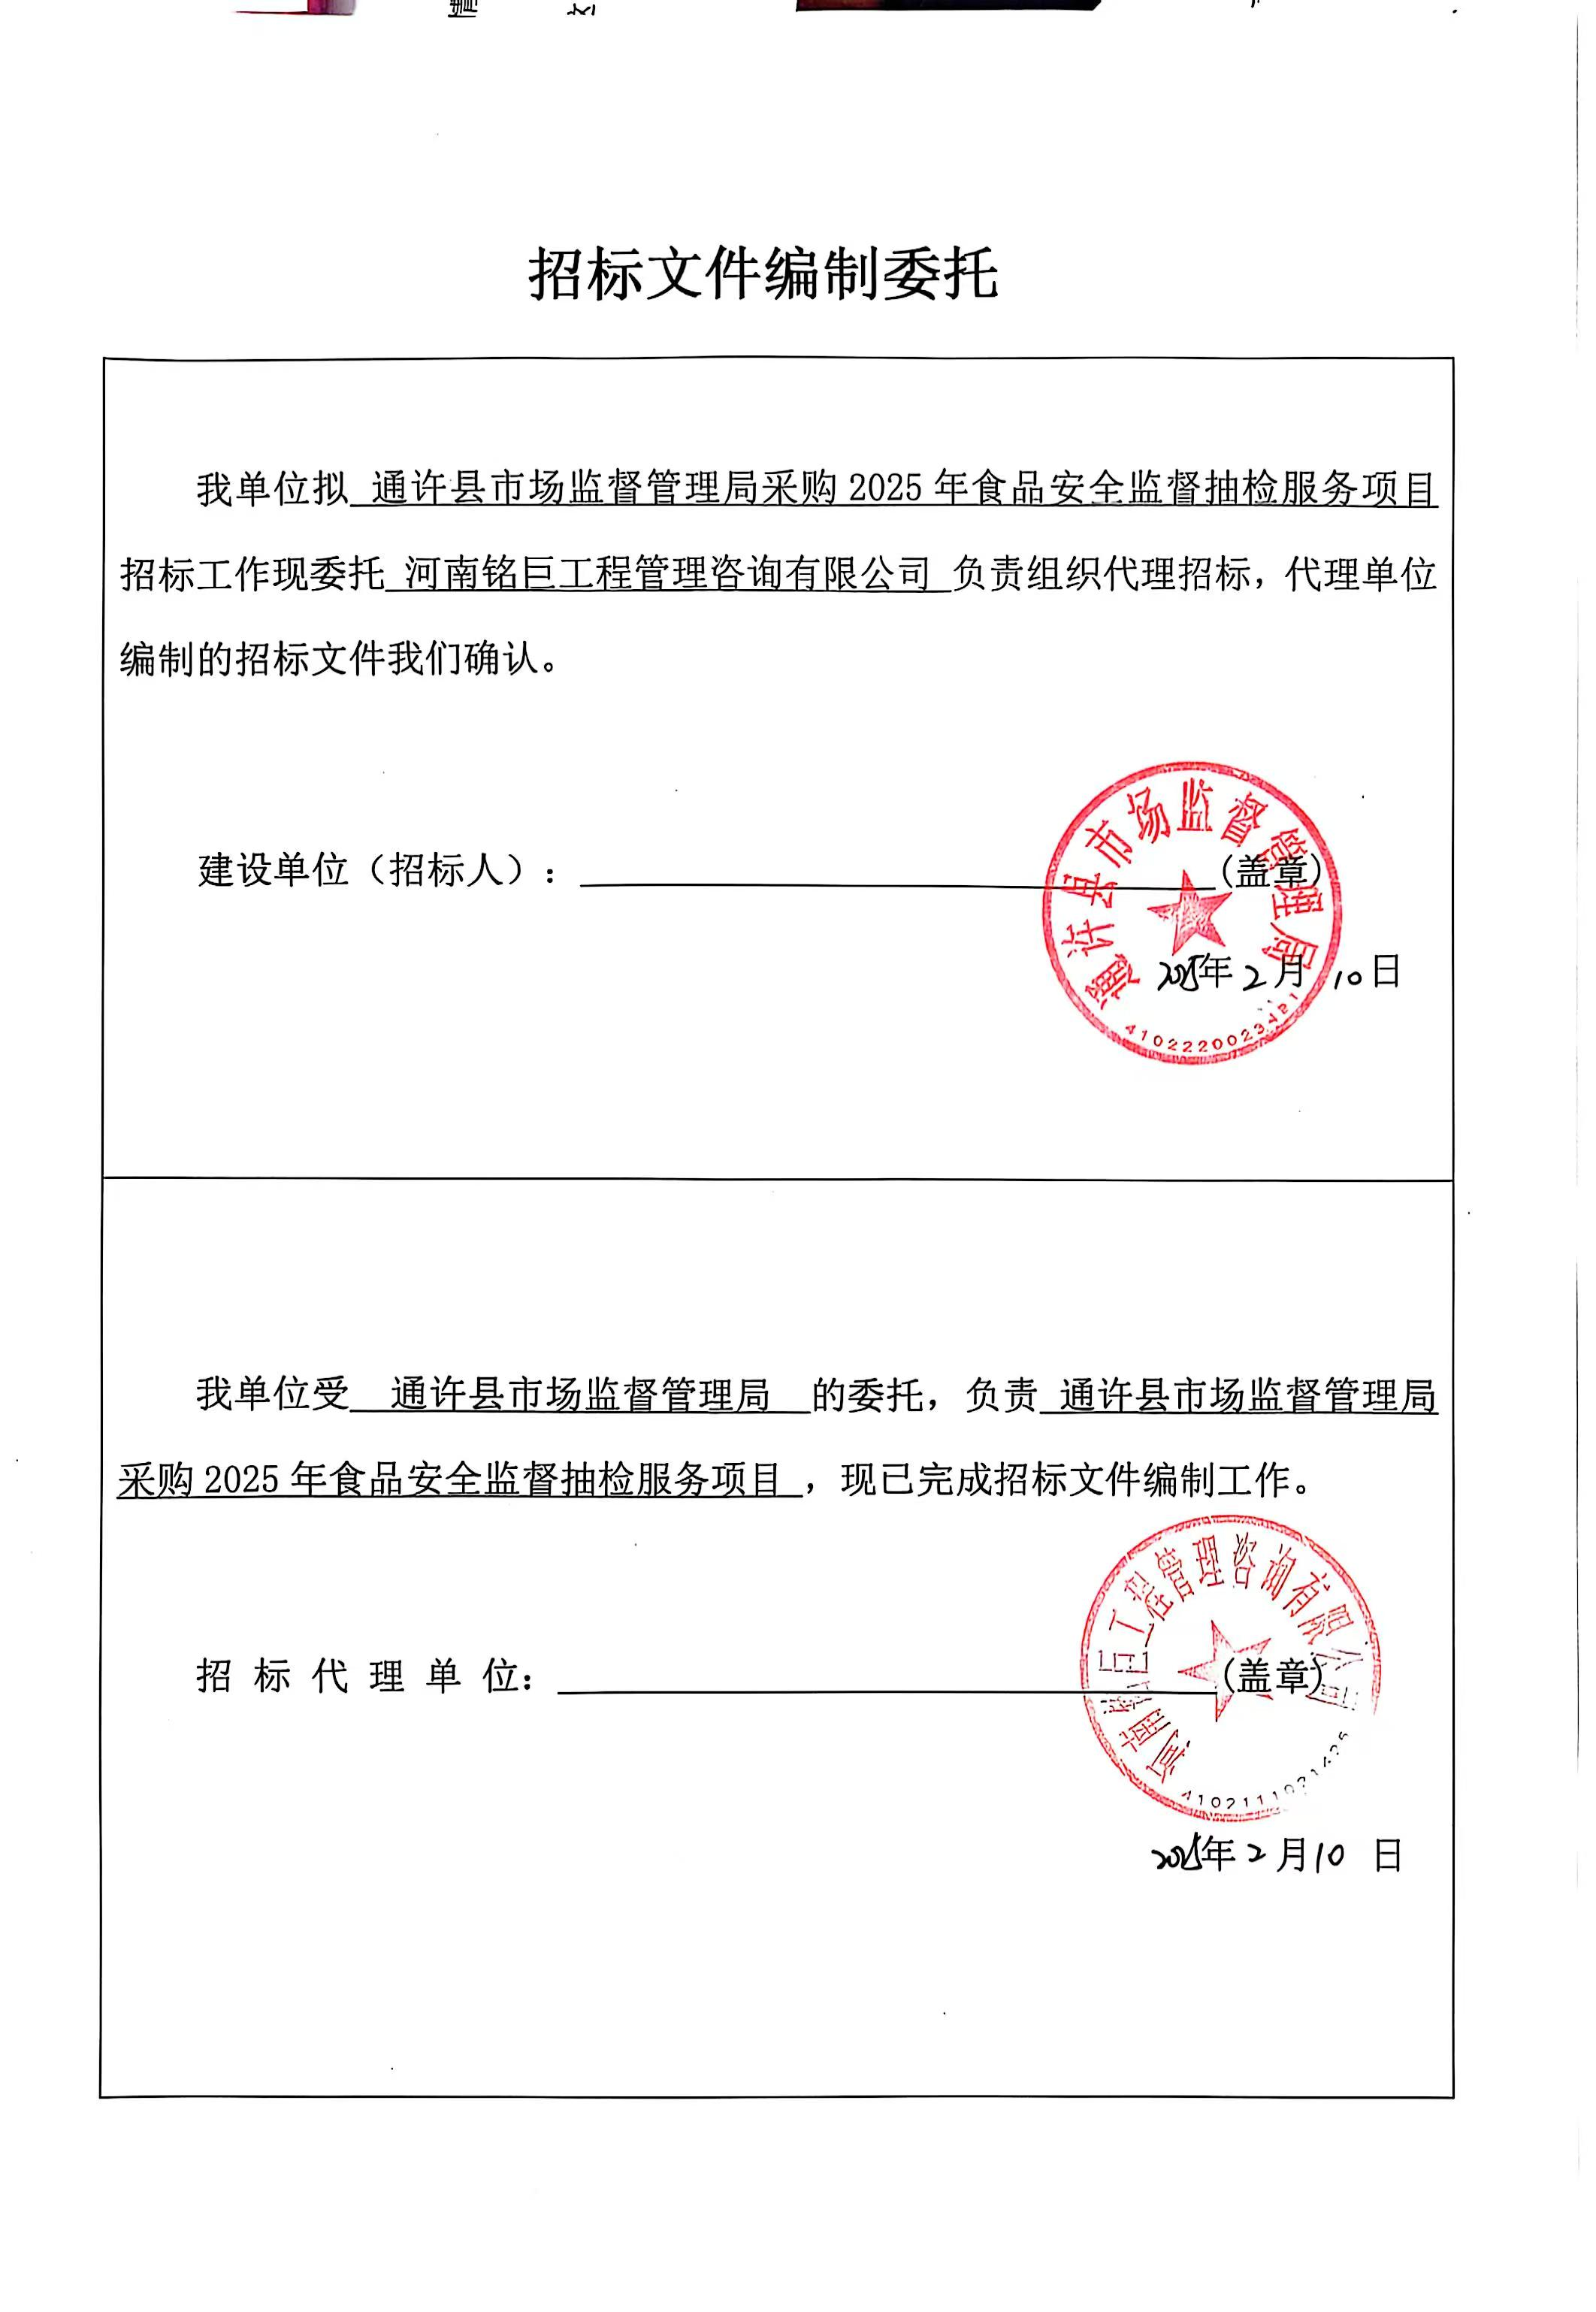 招标文件编制委托
我单位拟 通许县市场监督管理局采购 2025 年食品安全监督抽检服务项目
招标工作现委托 河南铭巨工程管理咨询有限公司 负责组织代理招标，代理单位
编制的招标文件我们确认。
建设单位（招标人）：(盖章)
通许县市场监督管理局
2025年2月10日
我单位受 通许县市场监督管理局 的委托，负责 通许县市场监督管理局
采购 2025 年食品安全监督抽检服务项目 ，现已完成招标文件编制工作。
招标代理单位：(盖章)
河南铭巨工程管理咨询有限公司
2025年2月10日